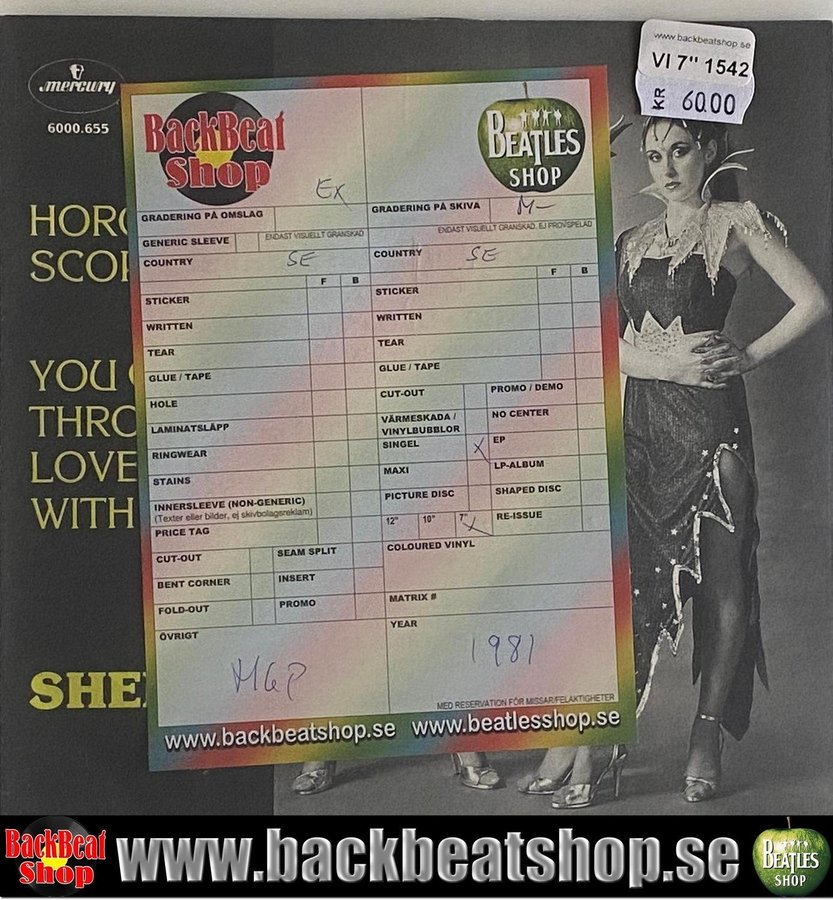 www.backbeatshop.se
VI 7" 1542
KR 60.00
mercury
6000.655
BackBeat Shop
BEATLES SHOP
HORO
SCOP
YOU
THRO
LOVE
WITH
SHE
EX
M-
GRADERING PÅ OMSLAG
GRADERING PÅ SKIVA
GENERIC SLEEVE
ENDAST VISUELLT GRANSKAD
ENDAST VISUELLT GRANSKAD, EJ PROVSPELAD
COUNTRY SE
COUNTRY SE
F B
F B
STICKER
STICKER
WRITTEN
WRITTEN
TEAR
TEAR
GLUE / TAPE
GLUE / TAPE
HOLE
CUT-OUT
PROMO / DEMO
LAMINATSLÄPP
VÄRMESKADA /
VINYLBUBBLOR
NO CENTER
RINGWEAR
SINGEL X
EP
STAINS
MAXI
LP-ALBUM
INNERSLEEVE (NON-GENERIC)
(Texter eller bilder, ej skivbolagsreklam)
PICTURE DISC
SHAPED DISC
PRICE TAG
12" 10" 7" X
RE-ISSUE
CUT-OUT
SEAM SPLIT
COLOURED VINYL
BENT CORNER
INSERT
FOLD-OUT
PROMO
MATRIX #
ÖVRIGT
YEAR
MGP
1981
MED RESERVATION FÖR MISSAR/FELAKTIGHETER
www.backbeatshop.se www.beatlesshop.se
BackBeat Shop
www.backbeatshop.se
BEATLES SHOP